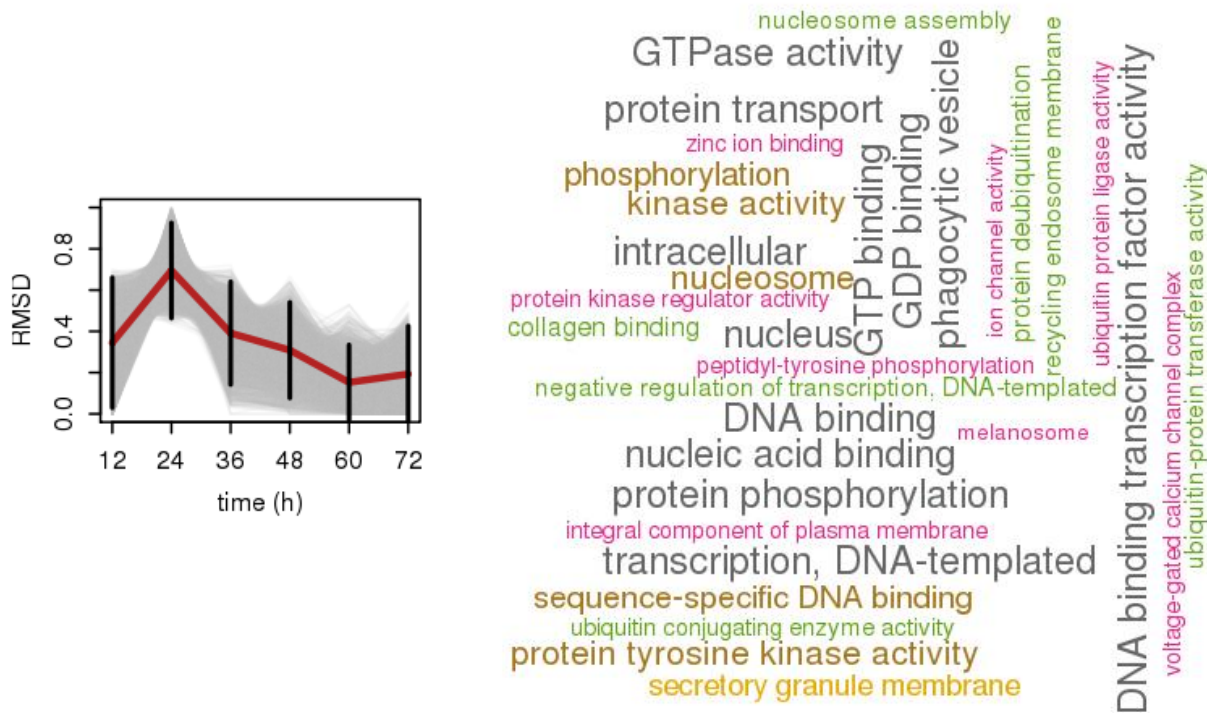 RMSD
0.8
0.4
0.0
12 24 36 48 60 72
time (h)
nucleosome assembly
GTPase activity
protein transport
zinc ion binding
phosphorylation
kinase activity
intracellular
nucleosome
protein kinase regulator activity
collagen binding
nucleus
peptidyl-tyrosine phosphorylation
negative regulation of transcription, DNA-templated
DNA binding
melanosome
nucleic acid binding
protein phosphorylation
integral component of plasma membrane
transcription, DNA-templated
sequence-specific DNA binding
ubiquitin conjugating enzyme activity
protein tyrosine kinase activity
secretory granule membrane
GTP binding
GDP binding
phagocytic vesicle
ion channel activity
protein deubiquitination
recycling endosome membrane
ubiquitin protein ligase activity
DNA binding transcription factor activity
voltage-gated calcium channel complex
ubiquitin-protein transferase activity